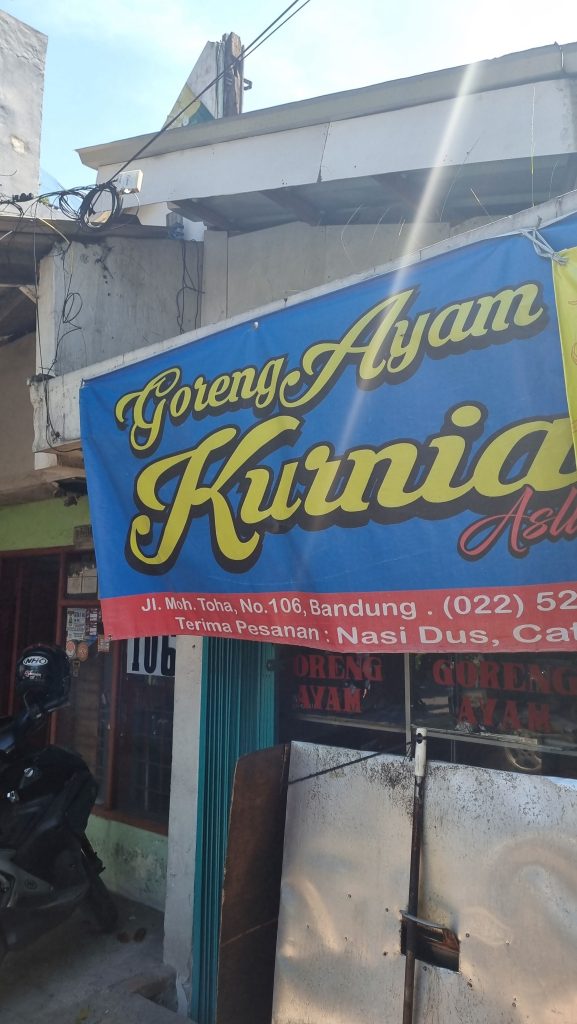 Goreng Ayam
Kurnia
Asli
Jl. Moh. Toha, No.106, Bandung . (022) 52
Terima Pesanan : Nasi Dus, Cat
106
GORENG
AYAM
GORENG
AYAM
NHC